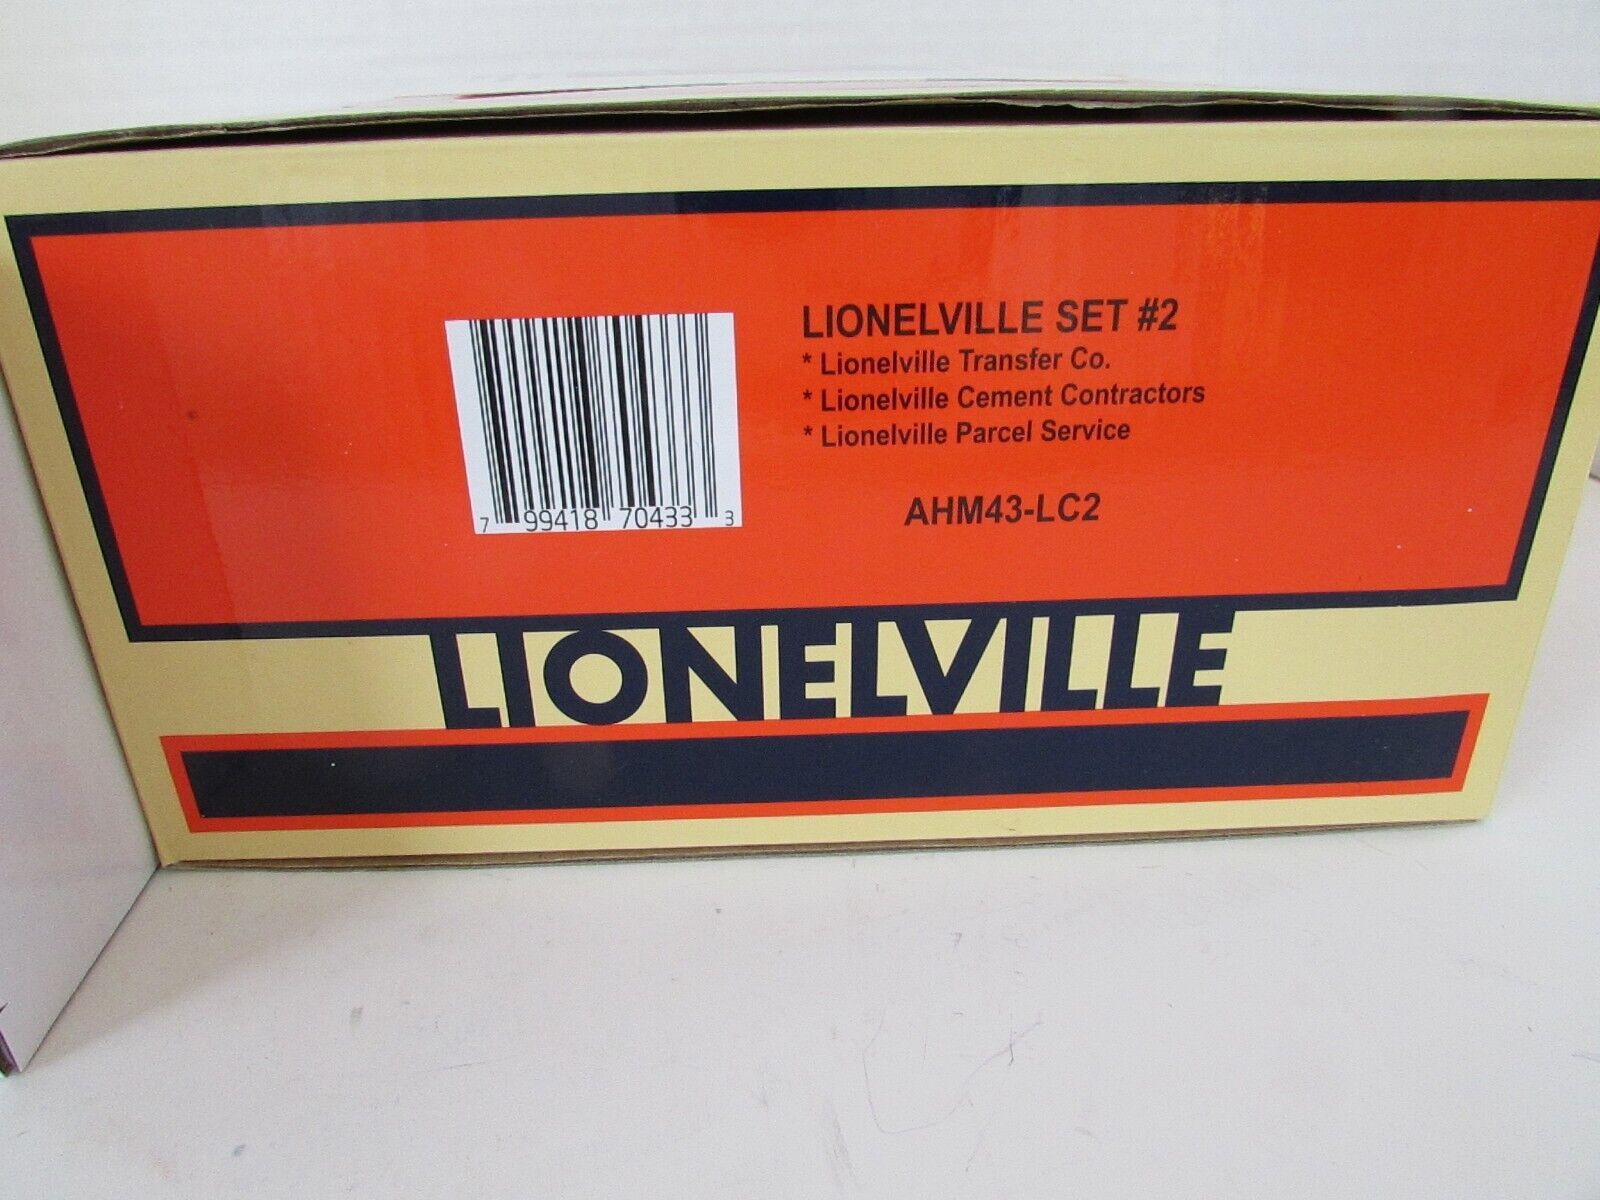 LIONELVILLE SET #2
* Lionelville Transfer Co.
* Lionelville Cement Contractors
* Lionelville Parcel Service
AHM43-LC2
7 99418 70433 3
LIONELVILLE